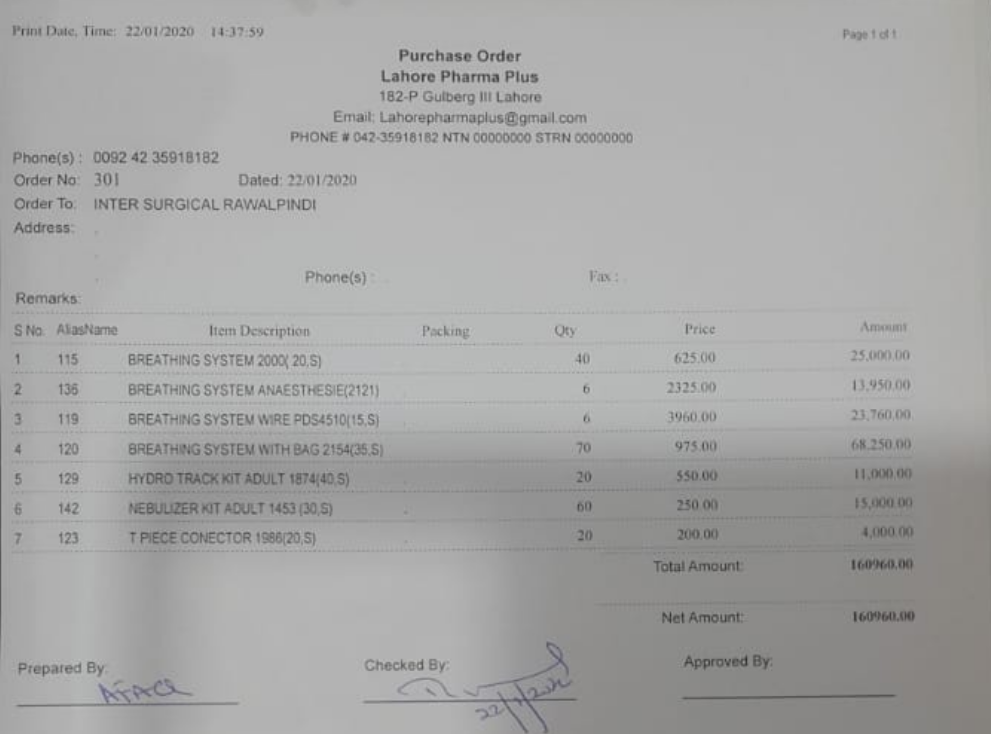 Print Date, Time: 22/01/2020 14:37:59 Page 1 of 1
Purchase Order
Lahore Pharma Plus
182-P Gulberg III Lahore
Email: Lahorepharmaplus@gmail.com
PHONE # 042-35918182 NTN 00000000 STRN 00000000
Phone(s) : 0092 42 35918182
Order No: 301 Dated: 22/01/2020
Order To: INTER SURGICAL RAWALPINDI
Address:
Phone(s) : Fax :
Remarks:
S No. AliasName Item Description Packing Qty Price Amount
1 115 BREATHING SYSTEM 2000( 20,S) 40 625.00 25,000.00
2 136 BREATHING SYSTEM ANAESTHESIE(2121) 6 2325.00 13,950.00
3 119 BREATHING SYSTEM WIRE PDS4510(15,S) 6 3960.00 23,760.00
4 120 BREATHING SYSTEM WITH BAG 2154(35,S) 70 975.00 68,250.00
5 129 HYDRO TRACK KIT ADULT 1874(40,S) 20 550.00 11,000.00
6 142 NEBULIZER KIT ADULT 1453 (30,S) 60 250.00 15,000.00
7 123 T PIECE CONECTOR 1986(20,S) 20 200.00 4,000.00
Total Amount: 160960.00
Net Amount: 160960.00
Prepared By: Checked By: Approved By: